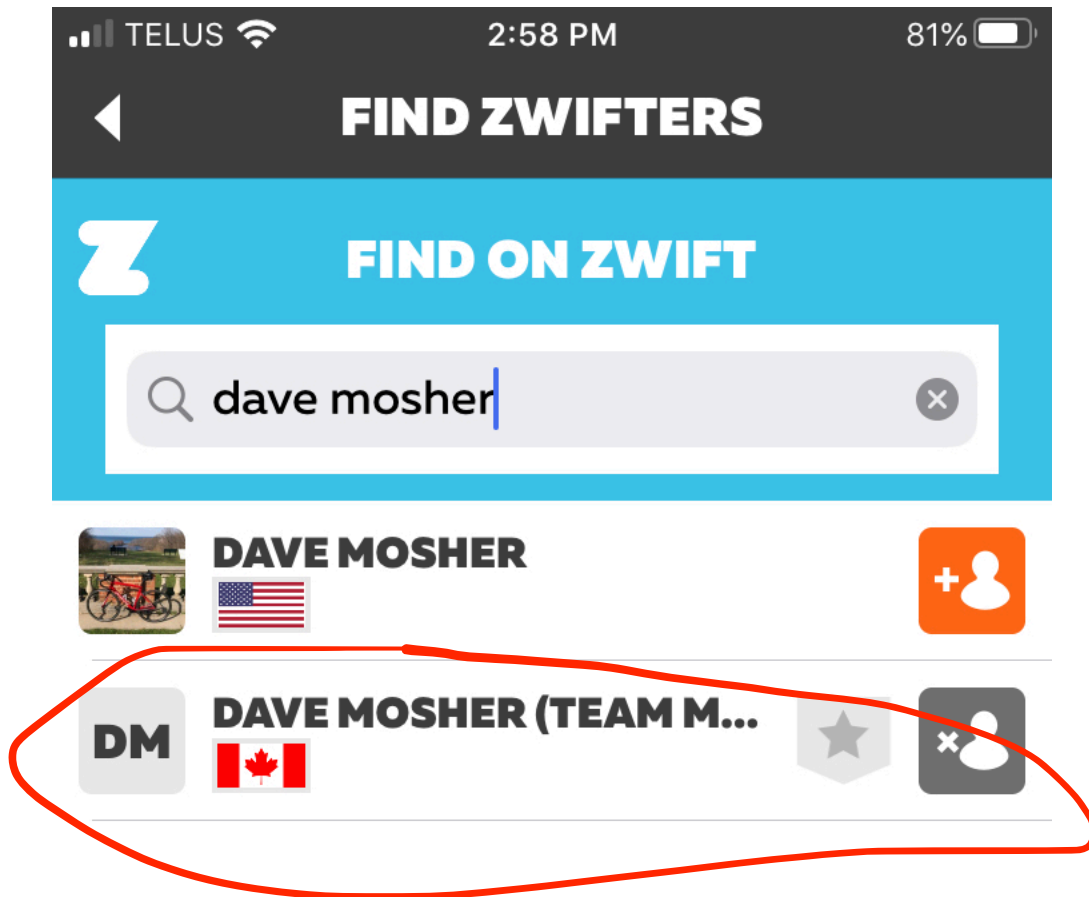 TELUS 2:58 PM 81%
FIND ZWIFTERS
Z FIND ON ZWIFT
dave mosher
DAVE MOSHER
DM DAVE MOSHER (TEAM M...